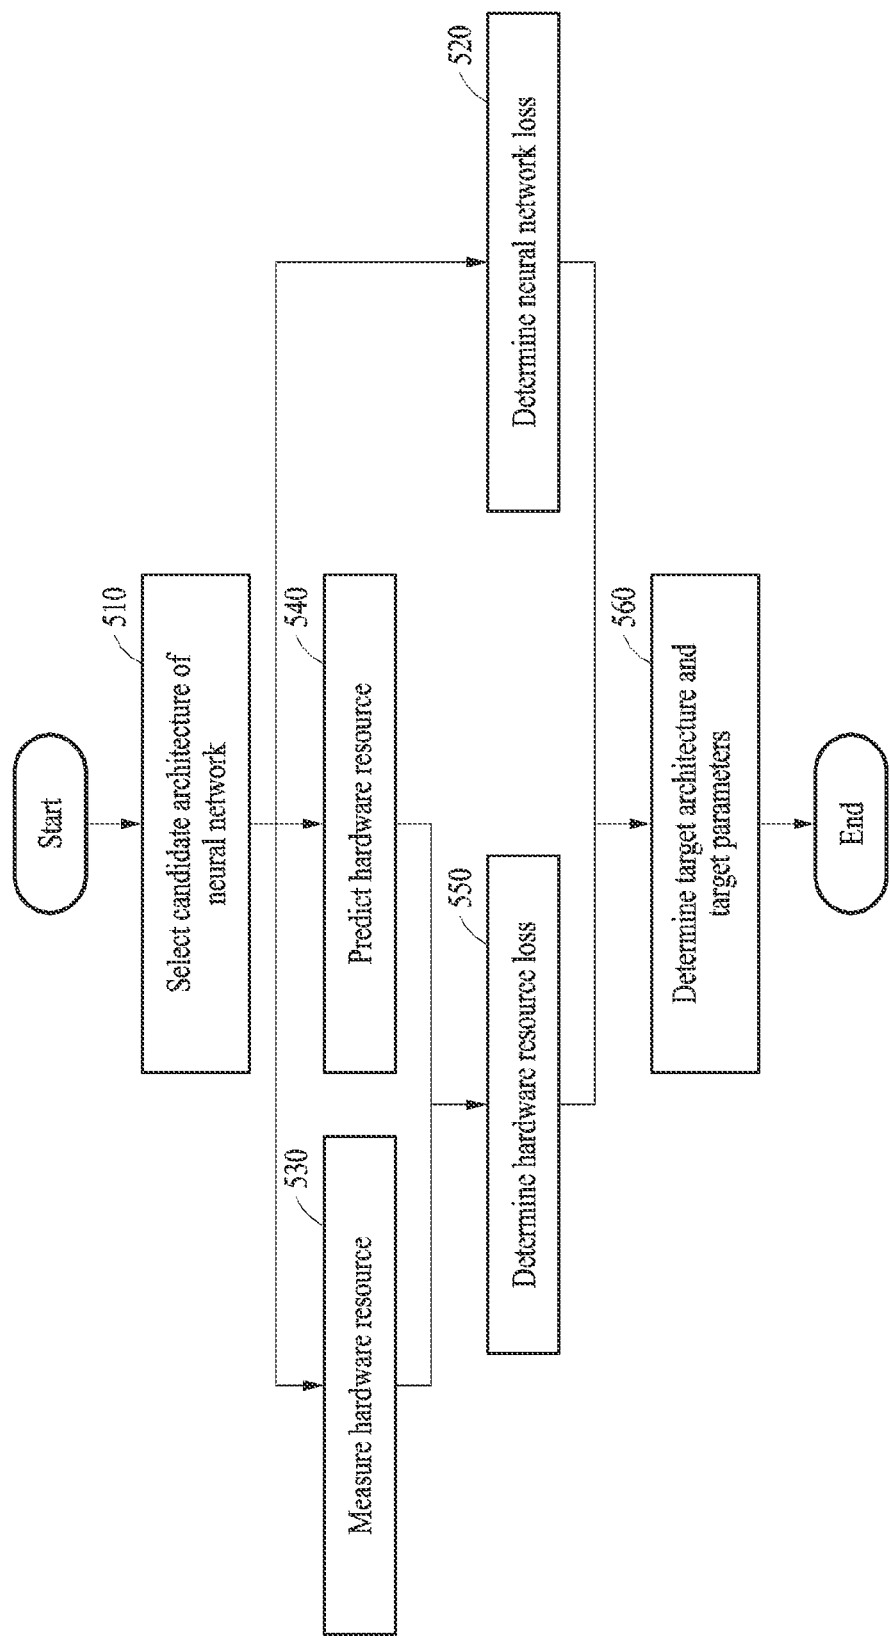 Start
510
Select candidate architecture of
neural network
530
Measure hardware resource
540
Predict hardware resource
550
Determine hardware resource loss
520
Determine neural network loss
560
Determine target architecture and
target parameters
End